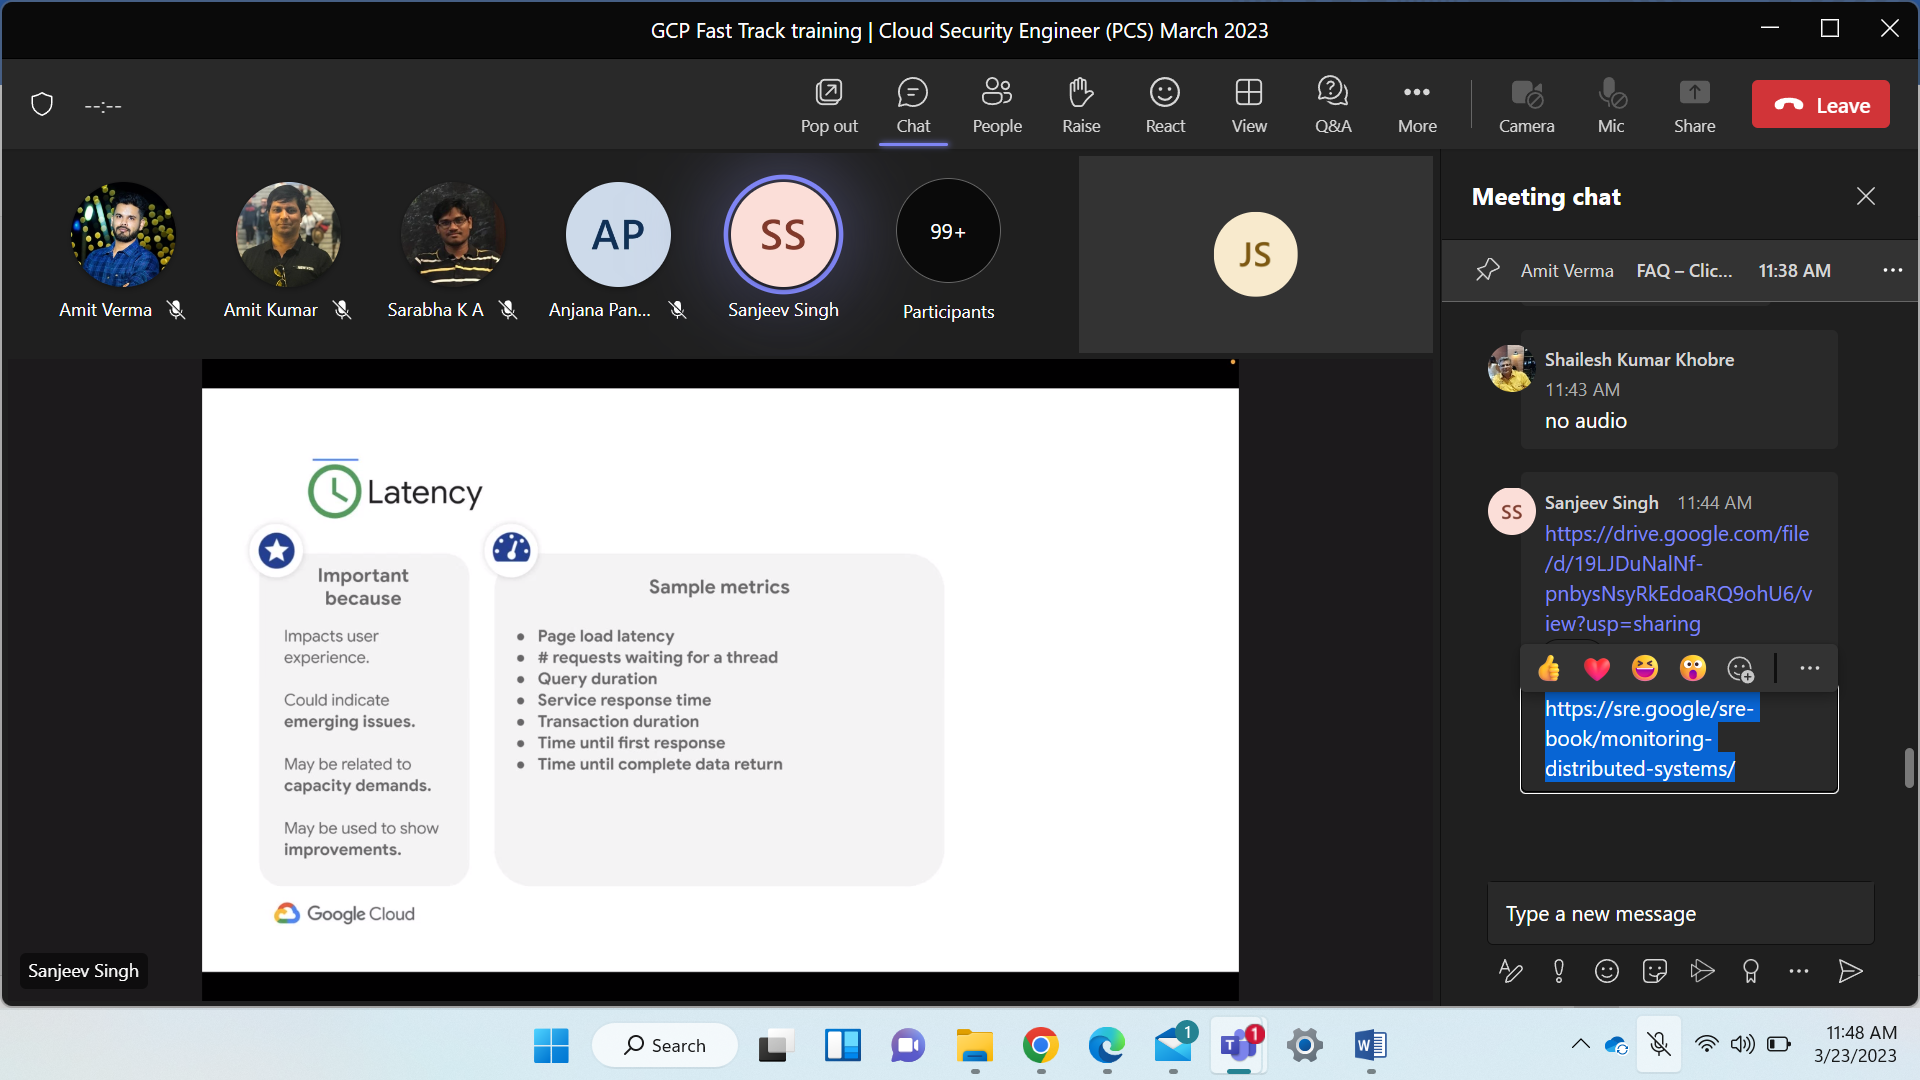 GCP Fast Track training | Cloud Security Engineer (PCS) March 2023
--:--
Pop out
Chat
People
Raise
React
View
Q&A
More
Camera
Mic
Share
Leave
AP
SS
99+
JS
Amit Verma
Amit Kumar
Sarabha K A
Anjana Pan...
Sanjeev Singh
Participants
Latency
Important
because
Impacts user
experience.
Could indicate
emerging issues.
May be related to
capacity demands.
May be used to show
improvements.
Sample metrics
● Page load latency
● # requests waiting for a thread
● Query duration
● Service response time
● Transaction duration
● Time until first response
● Time until complete data return
Google Cloud
Sanjeev Singh
Meeting chat
Amit Verma FAQ – Clic... 11:38 AM
Shailesh Kumar Khobre
11:43 AM
no audio
SS
Sanjeev Singh 11:44 AM
https://drive.google.com/file
/d/19LJDuNalNf-
pnbysNsyRkEdoaRQ9ohU6/v
iew?usp=sharing
https://sre.google/sre-
book/monitoring-
distributed-systems/
Type a new message
Search
1
1
11:48 AM
3/23/2023